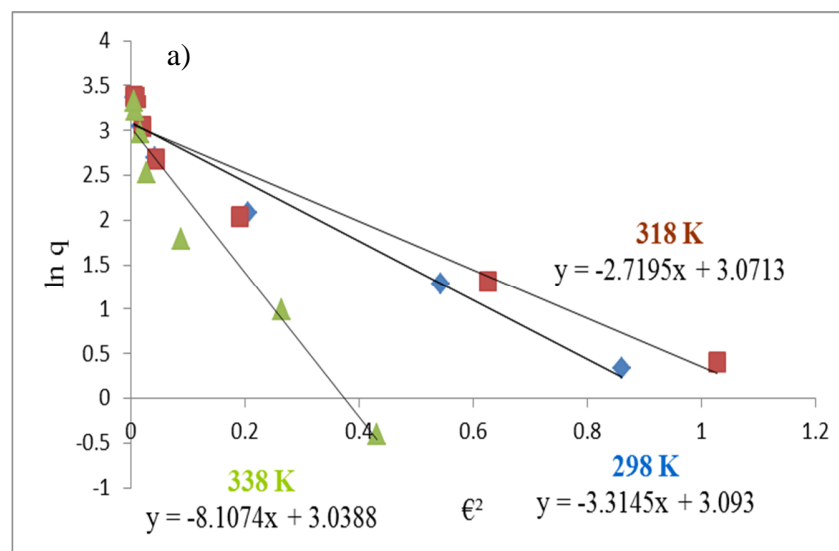 a)
4
3.5
3
2.5
2
1.5
1
0.5
0
-0.5
-1
ln q
0
0.2
0.4
0.6
0.8
1
1.2
318 K
y = -2.7195x + 3.0713
338 K
y = -8.1074x + 3.0388
€²
298 K
y = -3.3145x + 3.093